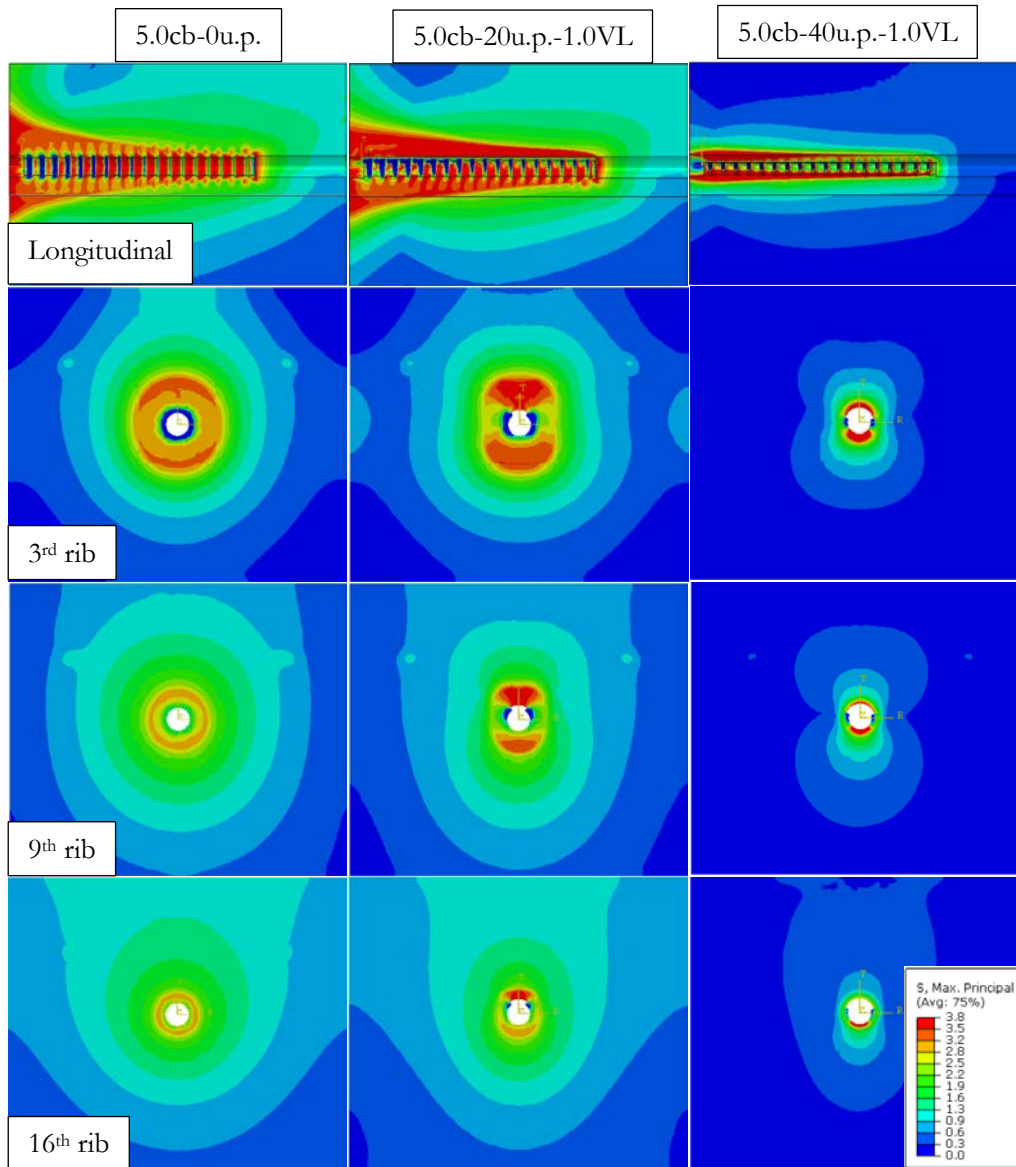 5.0cb-0u.p.
5.0cb-20u.p.-1.0VL
5.0cb-40u.p.-1.0VL
Longitudinal
3rd rib
9th rib
16th rib
S, Max. Principal
(Avg: 75%)
3.8
3.5
3.2
2.8
2.5
2.2
1.9
1.6
1.3
0.9
0.6
0.3
0.0